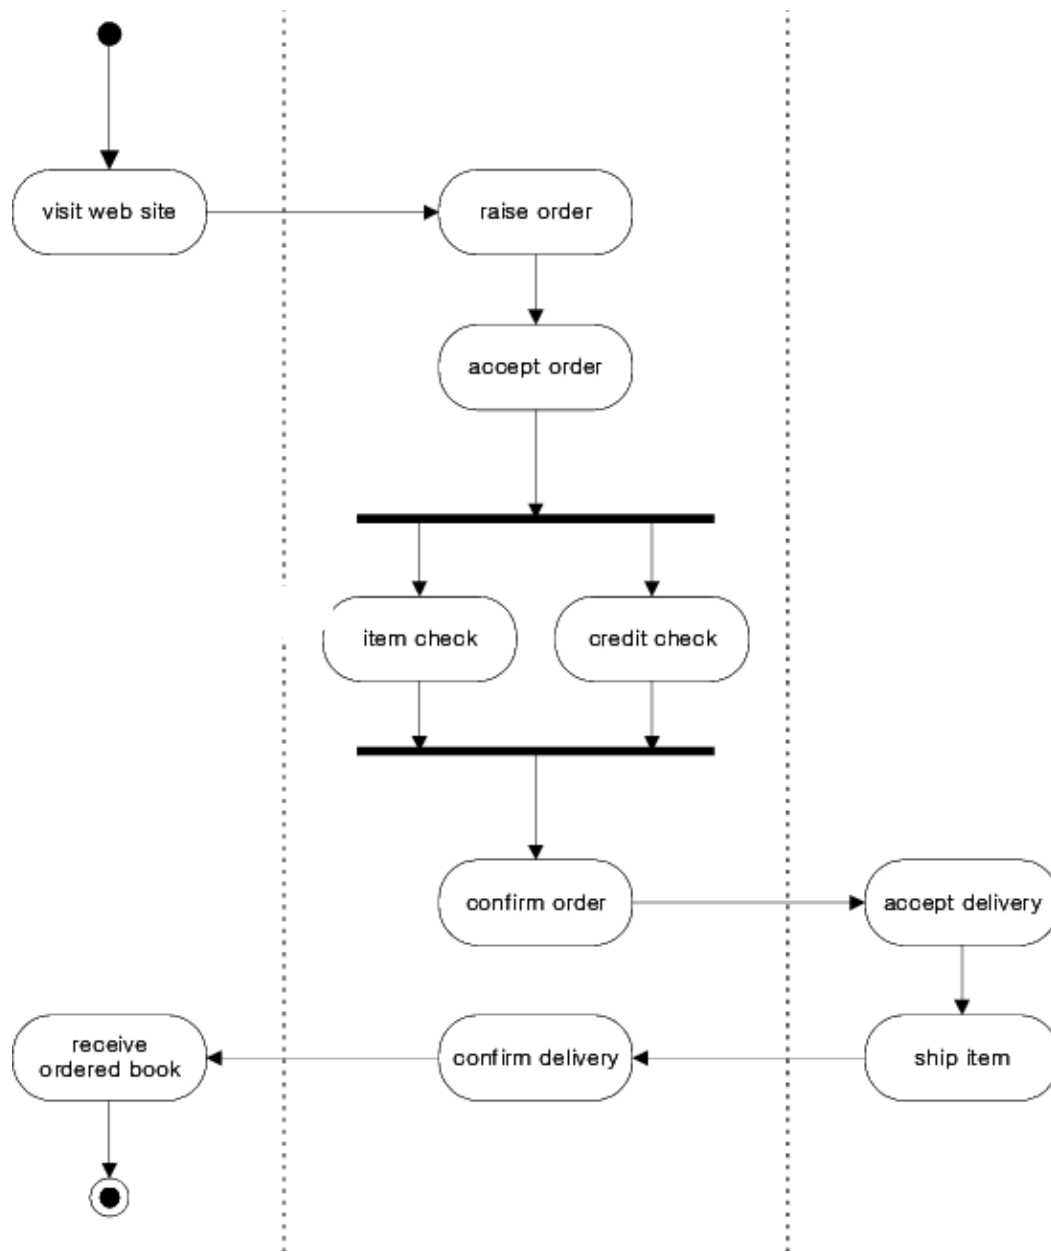 visit web site
raise order
accept order
item check
credit check
confirm order
accept delivery
receive
ordered book
confirm delivery
ship item